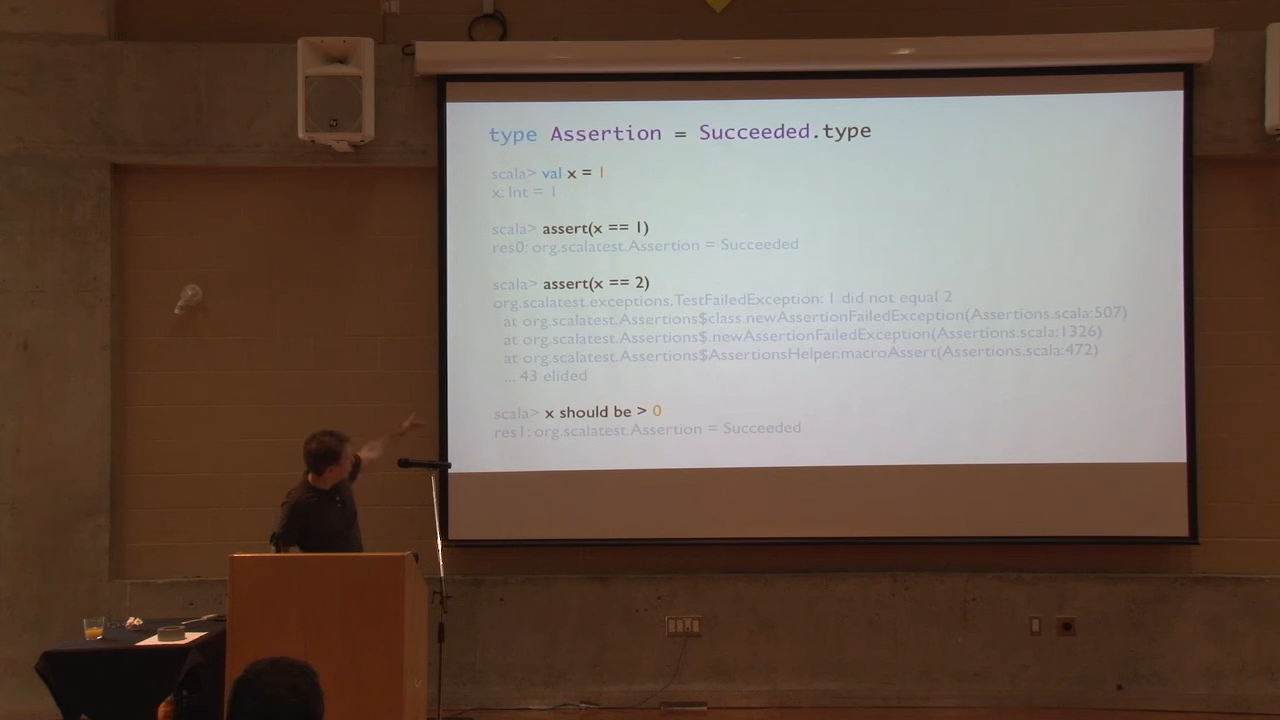 type Assertion = Succeeded.type
scala> val x = 1
x: Int = 1
scala> assert(x == 1)
res0: org.scalatest.Assertion = Succeeded
scala> assert(x == 2)
org.scalatest.exceptions.TestFailedException: 1 did not equal 2
at org.scalatest.Assertions$class.newAssertionFailedException(Assertions.scala:507)
at org.scalatest.Assertions$.newAssertionFailedException(Assertions.scala:1326)
at org.scalatest.Assertions$AssertionsHelper.macroAssert(Assertions.scala:472)
... 43 elided
scala> x should be > 0
res1: org.scalatest.Assertion = Succeeded